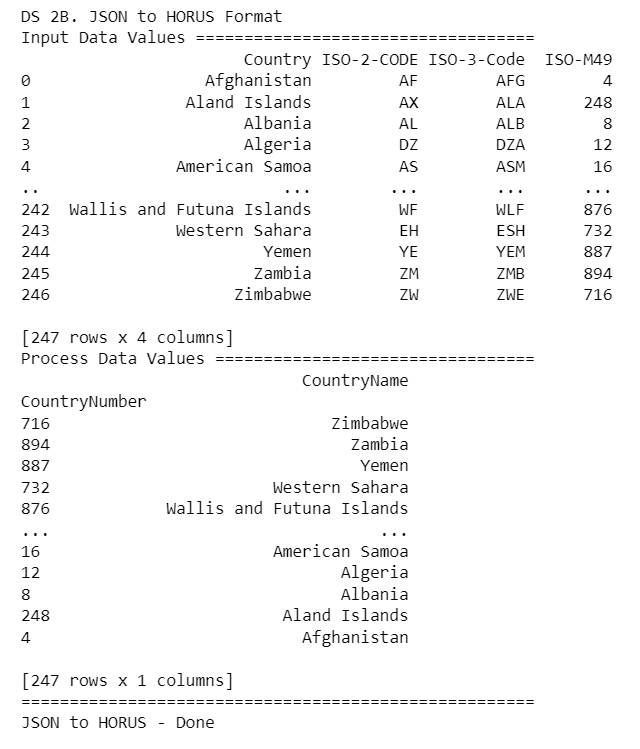 DS 2B. JSON to HORUS Format
Input Data Values ===================================
Country ISO-2-CODE ISO-3-Code ISO-M49
0 Afghanistan AF AFG 4
1 Aland Islands AX ALA 248
2 Albania AL ALB 8
3 Algeria DZ DZA 12
4 American Samoa AS ASM 16
.. ... ... ... ...
242 Wallis and Futuna Islands WF WLF 876
243 Western Sahara EH ESH 732
244 Yemen YE YEM 887
245 Zambia ZM ZMB 894
246 Zimbabwe ZW ZWE 716
[247 rows x 4 columns]
Process Data Values =================================
CountryName
CountryNumber
716 Zimbabwe
894 Zambia
887 Yemen
732 Western Sahara
876 Wallis and Futuna Islands
... ...
16 American Samoa
12 Algeria
8 Albania
248 Aland Islands
4 Afghanistan
[247 rows x 1 columns]
=====================================================
JSON to HORUS - Done